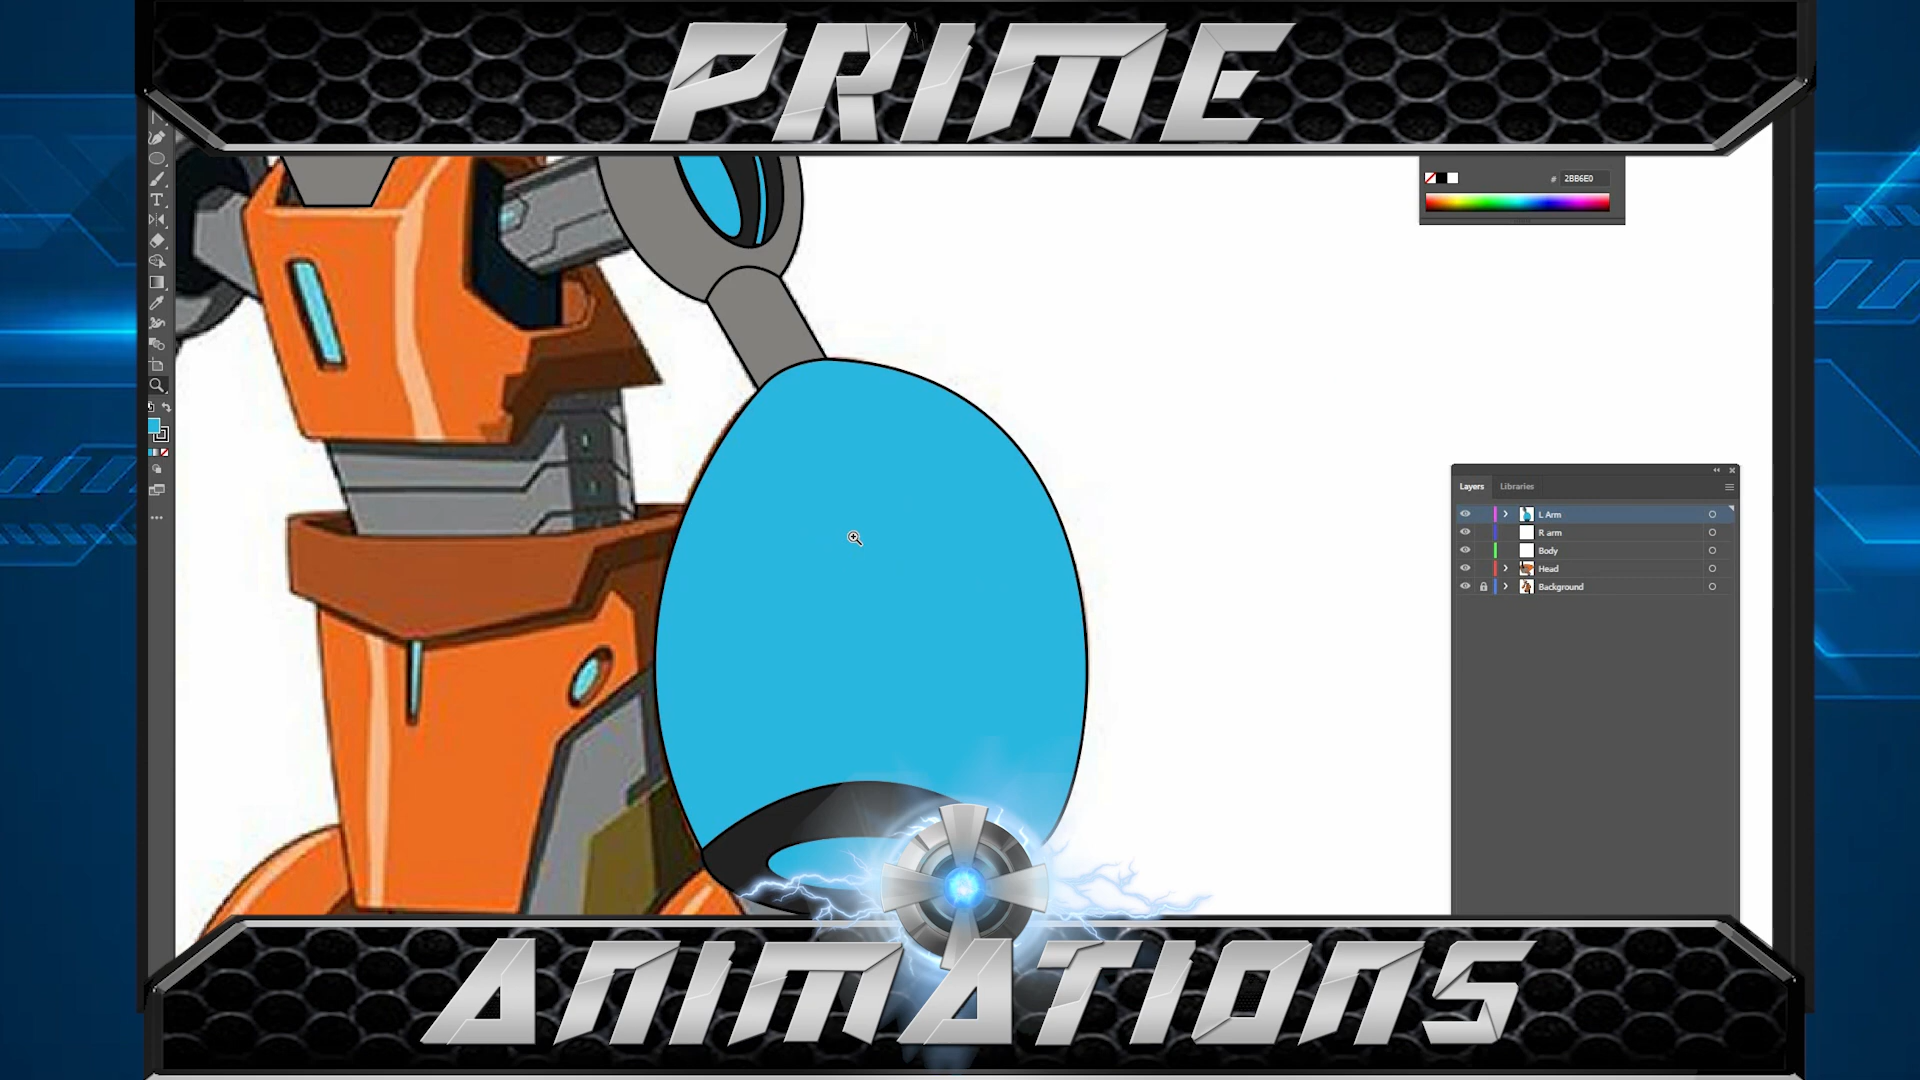 PRIME
# 2BB6E0
Layers Libraries
L Arm
R arm
Body
Head
Background
ANIMATIONS